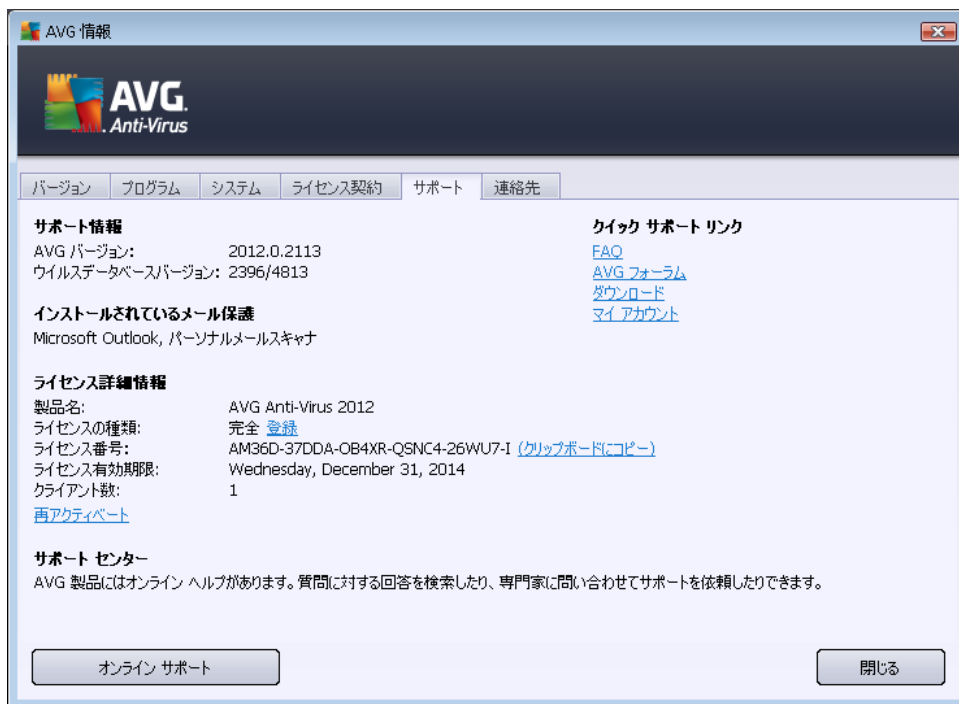 AVG 情報
AVG.
Anti-Virus
バージョン プログラム システム ライセンス契約 サポート 連絡先
サポート情報
AVG バージョン: 2012.0.2113
ウイルスデータベースバージョン: 2396/4813
インストールされているメール保護
Microsoft Outlook, パーソナルメールスキャナ
ライセンス詳細情報
製品名: AVG Anti-Virus 2012
ライセンスの種類: 完全 登録
ライセンス番号: AM36D-37DDA-OB4XR-QSNC4-26WU7-I (クリップボードにコピー)
ライセンス有効期限: Wednesday, December 31, 2014
クライアント数: 1
再アクティベート
サポート センター
AVG 製品にはオンライン ヘルプがあります。質問に対する回答を検索したり、専門家に問い合わせてサポートを依頼したりできます。
クイック サポート リンク
FAQ
AVG フォーラム
ダウンロード
マイ アカウント
オンライン サポート
閉じる